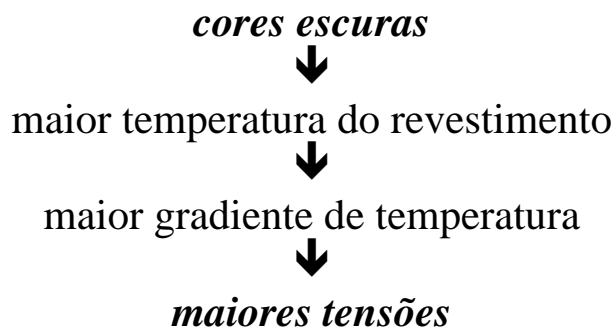 cores escuras
maior temperatura do revestimento
maior gradiente de temperatura
maiores tensões